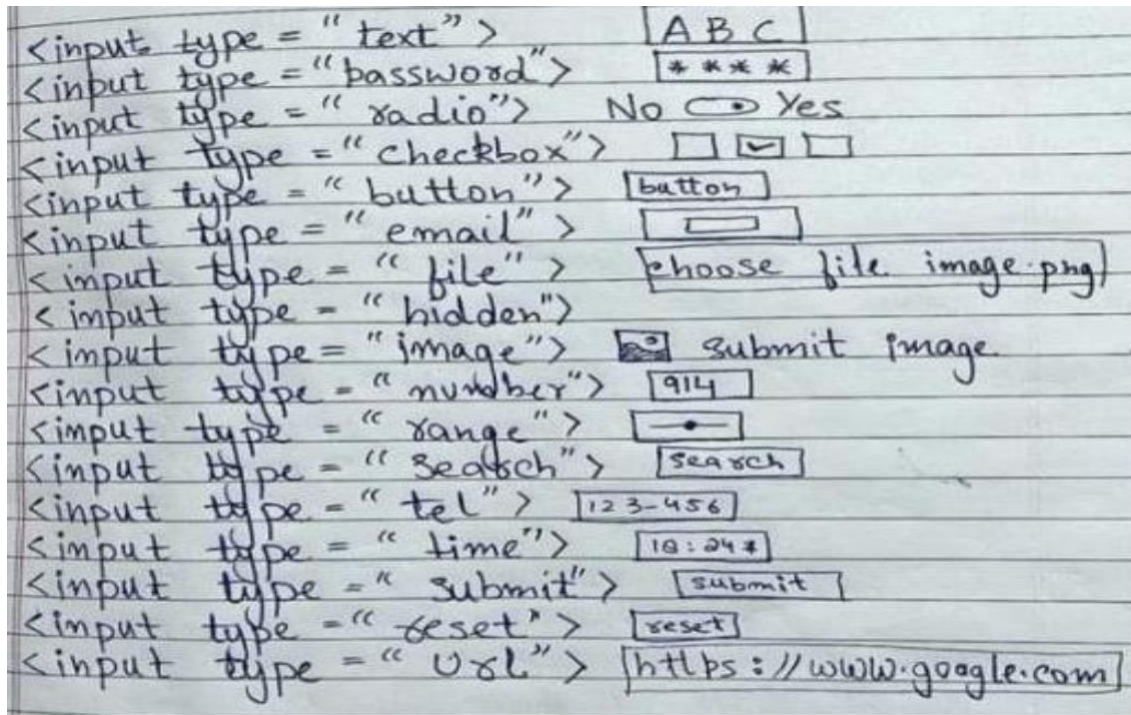 <input type = "text"> A B C
<input type = "password"> ****
<input type = "radio"> No Yes
<input type = "checkbox">
<input type = "button"> button
<input type = "email">
<input type = "file"> choose file image.png
<input type = "hidden">
<input type = "image"> submit image
<input type = "number"> 914
<input type = "range">
<input type = "search"> search
<input type = "tel"> 123-456
<input type = "time"> 10:24*
<input type = "submit"> submit
<input type = "reset"> reset
<input type = "Url"> https://www.google.com